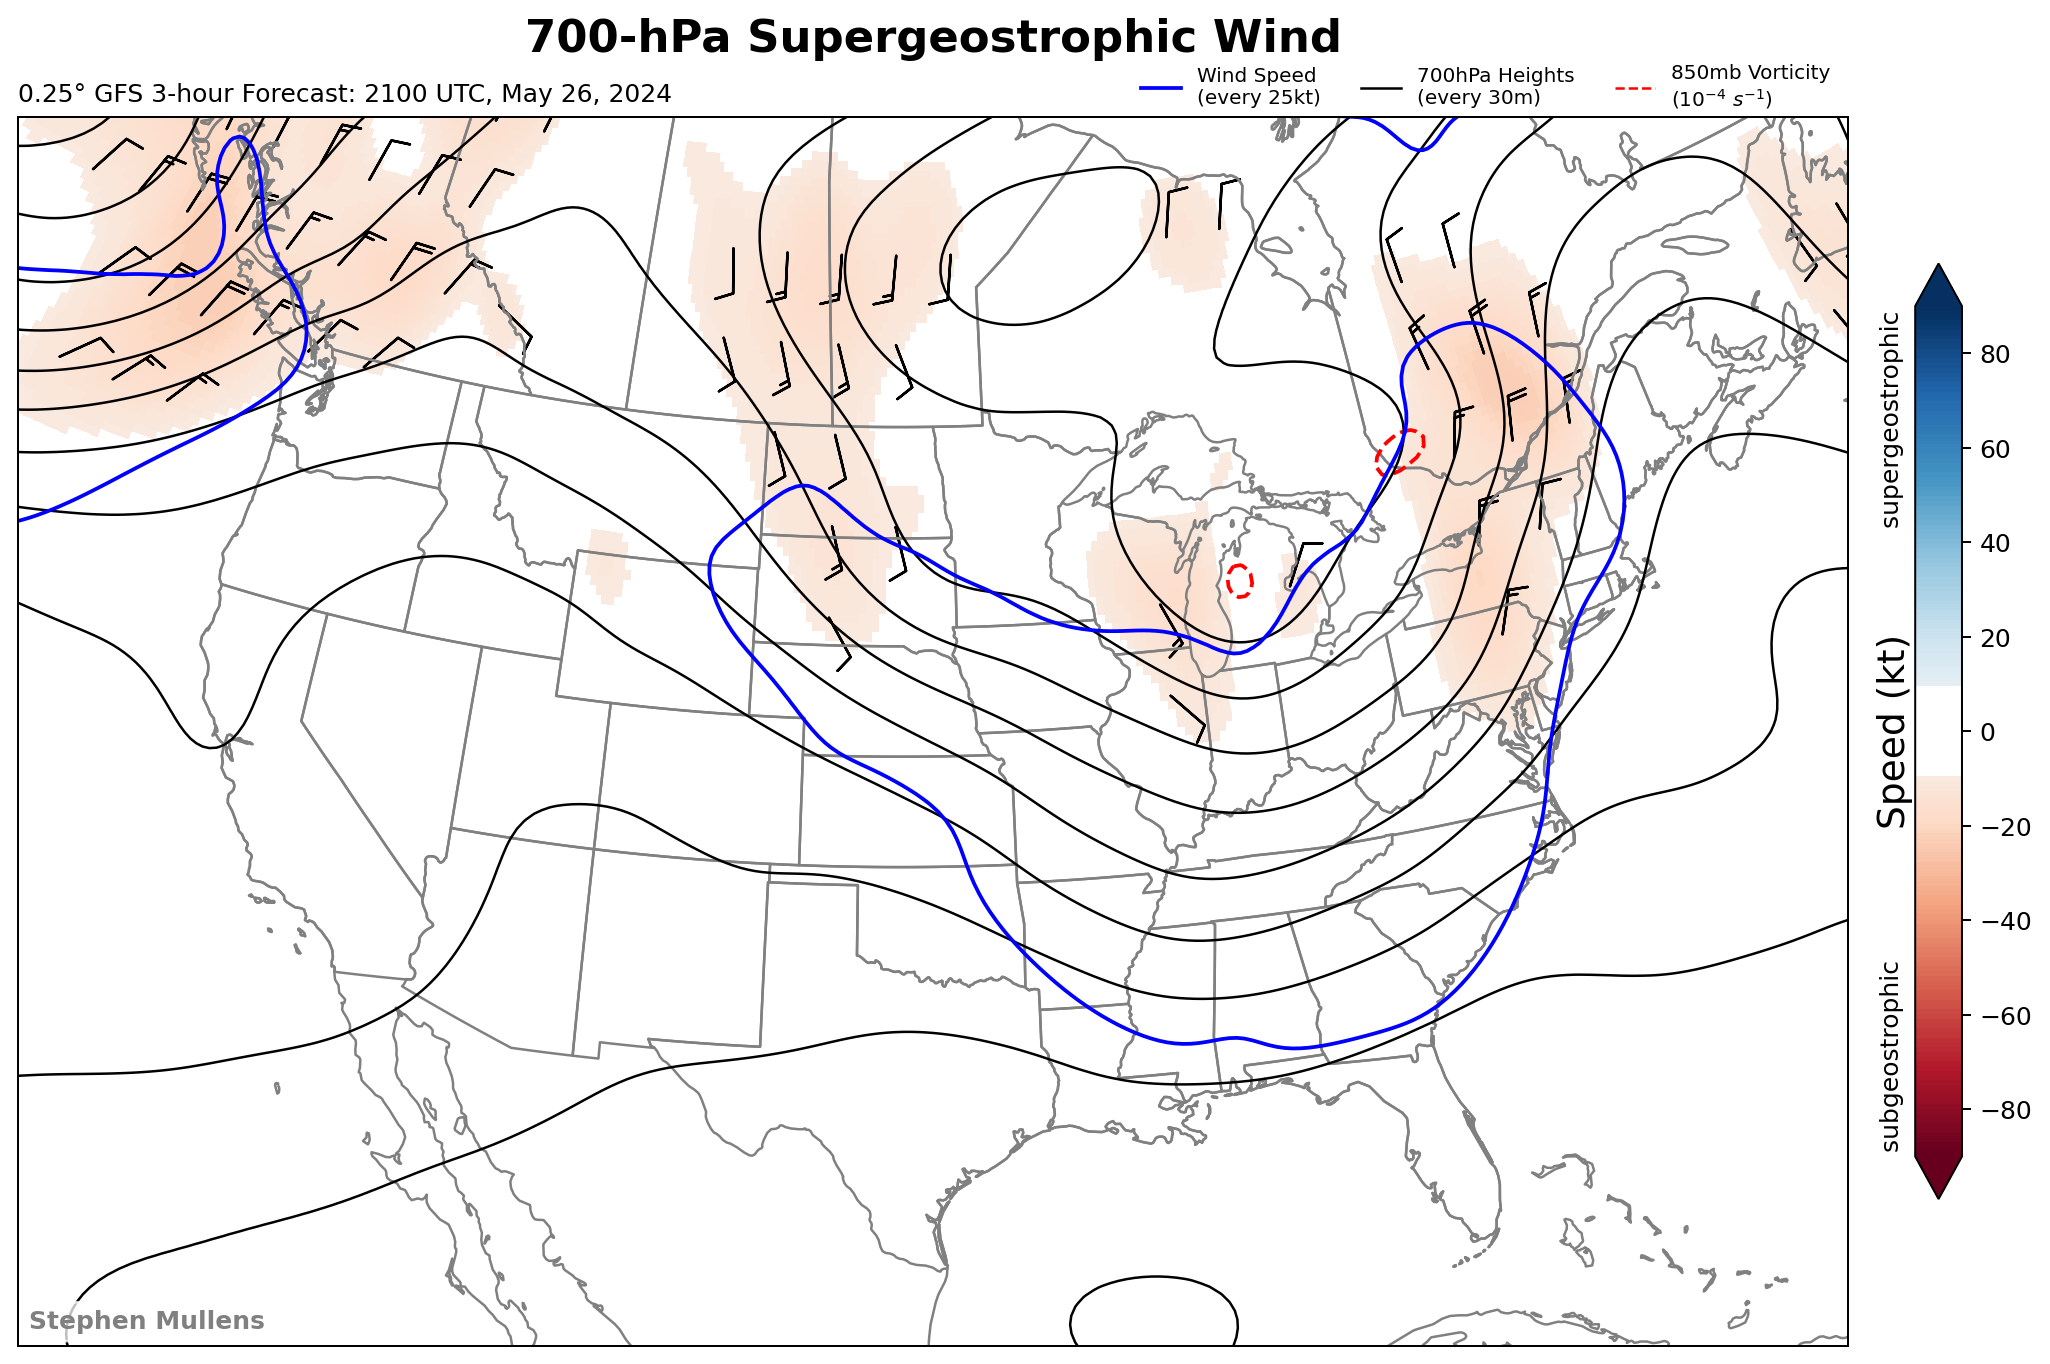 700-hPa Supergeostrophic Wind
0.25° GFS 3-hour Forecast: 2100 UTC, May 26, 2024
Wind Speed
(every 25kt)
700hPa Heights
(every 30m)
850mb Vorticity
(10⁻⁴ s⁻¹)
supergeostrophic
Speed (kt)
subgeostrophic
80
60
40
20
0
−20
−40
−60
−80
Stephen Mullens